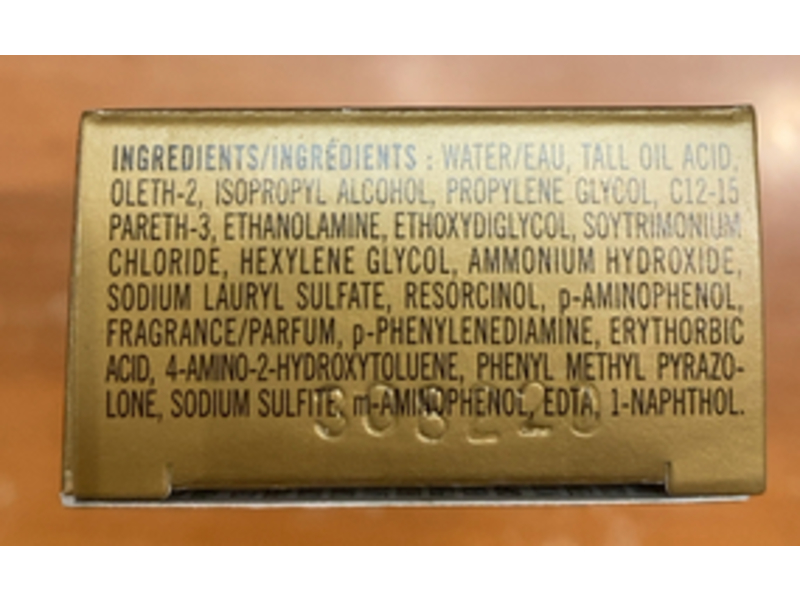 INGREDIENTS/INGRÉDIENTS : WATER/EAU, TALL OIL ACID,
OLETH-2, ISOPROPYL ALCOHOL, PROPYLENE GLYCOL, C12-15
PARETH-3, ETHANOLAMINE, ETHOXYDIGLYCOL, SOYTRIMONIUM
CHLORIDE, HEXYLENE GLYCOL, AMMONIUM HYDROXIDE,
SODIUM LAURYL SULFATE, RESORCINOL, p-AMINOPHENOL,
FRAGRANCE/PARFUM, p-PHENYLENEDIAMINE, ERYTHORBIC
ACID, 4-AMINO-2-HYDROXYTOLUENE, PHENYL METHYL PYRAZO-
LONE, SODIUM SULFITE, m-AMINOPHENOL, EDTA, 1-NAPHTHOL.